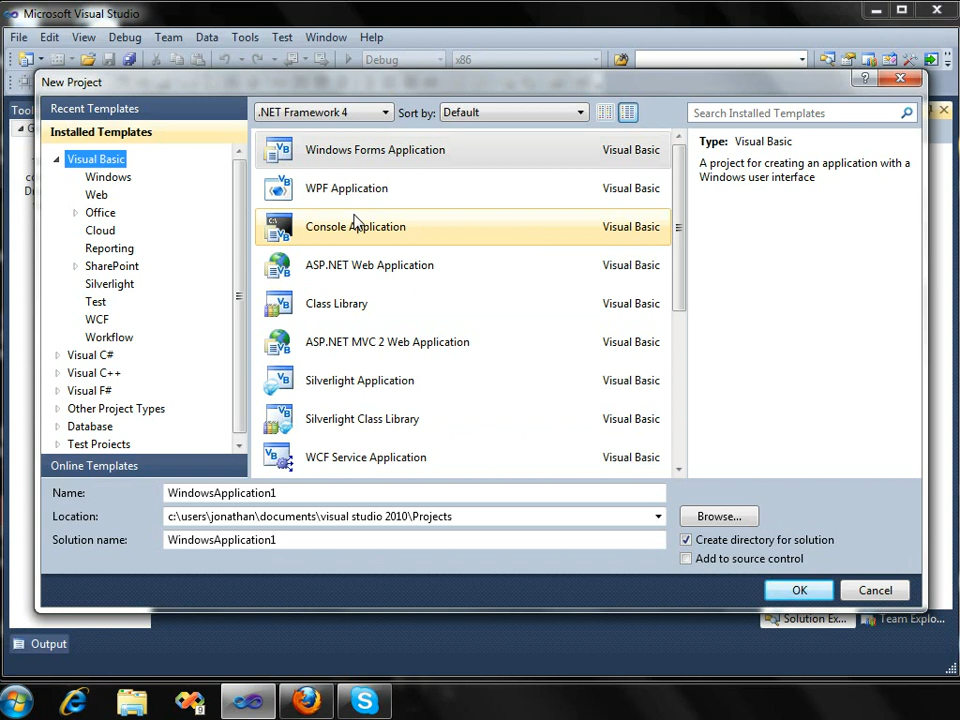 Microsoft Visual Studio
File Edit View Debug Team Data Tools Test Window Help
Debug x86
New Project
Recent Templates
Installed Templates
Visual Basic
Windows
Web
Office
Cloud
Reporting
SharePoint
Silverlight
Test
WCF
Workflow
Visual C#
Visual C++
Visual F#
Other Project Types
Database
Test Projects
Online Templates
.NET Framework 4 Sort by: Default
Windows Forms Application Visual Basic
WPF Application Visual Basic
Console Application Visual Basic
ASP.NET Web Application Visual Basic
Class Library Visual Basic
ASP.NET MVC 2 Web Application Visual Basic
Silverlight Application Visual Basic
Silverlight Class Library Visual Basic
WCF Service Application Visual Basic
Search Installed Templates
Type: Visual Basic
A project for creating an application with a
Windows user interface
Name: WindowsApplication1
Location: c:\users\jonathan\documents\visual studio 2010\Projects Browse...
Solution name: WindowsApplication1
Create directory for solution
Add to source control
OK Cancel
Solution Ex... Team Explo...
Output